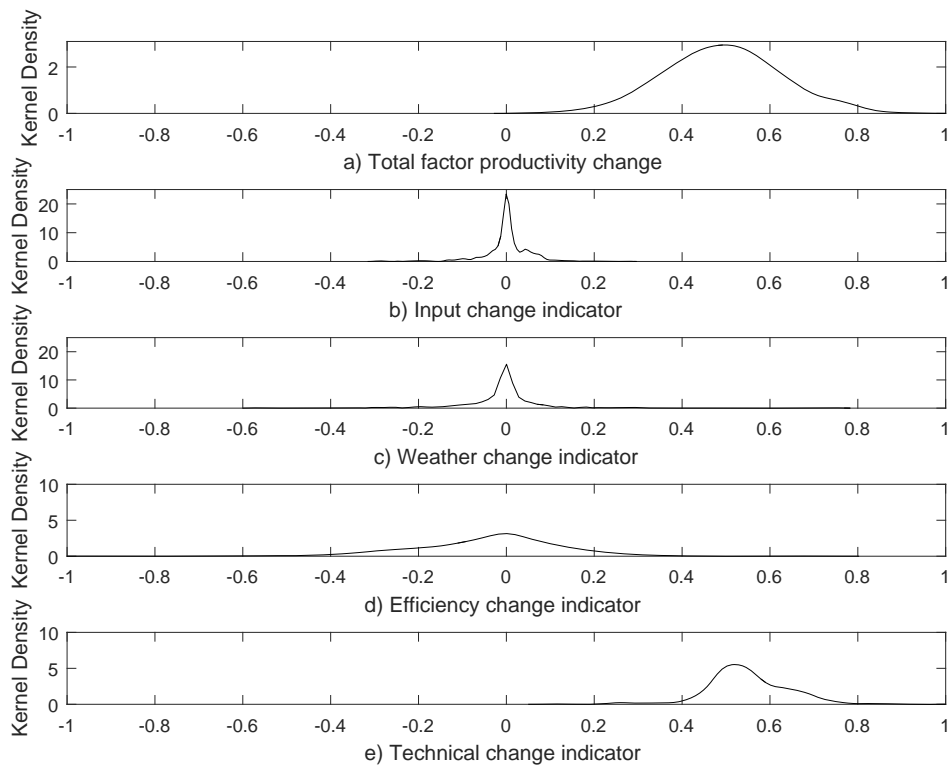 Kernel Density
2
0
-1 -0.8 -0.6 -0.4 -0.2 0 0.2 0.4 0.6 0.8 1
a) Total factor productivity change
Kernel Density
20
10
0
-1 -0.8 -0.6 -0.4 -0.2 0 0.2 0.4 0.6 0.8 1
b) Input change indicator
Kernel Density
20
10
0
-1 -0.8 -0.6 -0.4 -0.2 0 0.2 0.4 0.6 0.8 1
c) Weather change indicator
Kernel Density
10
5
0
-1 -0.8 -0.6 -0.4 -0.2 0 0.2 0.4 0.6 0.8 1
d) Efficiency change indicator
Kernel Density
10
5
0
-1 -0.8 -0.6 -0.4 -0.2 0 0.2 0.4 0.6 0.8 1
e) Technical change indicator